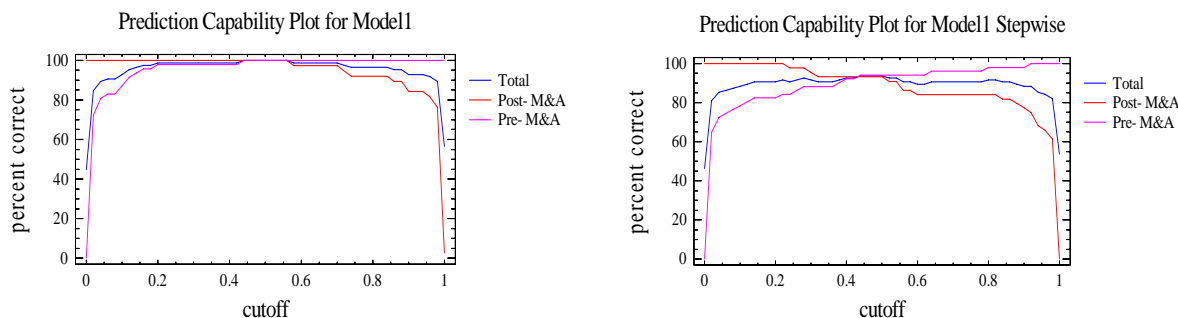 Prediction Capability Plot for Model1
percent correct
100
80
60
40
20
0
0
0.2
0.4
0.6
0.8
1
cutoff
Total
Post- M&A
Pre- M&A
Prediction Capability Plot for Model1 Stepwise
percent correct
100
80
60
40
20
0
0
0.2
0.4
0.6
0.8
1
cutoff
Total
Post- M&A
Pre- M&A